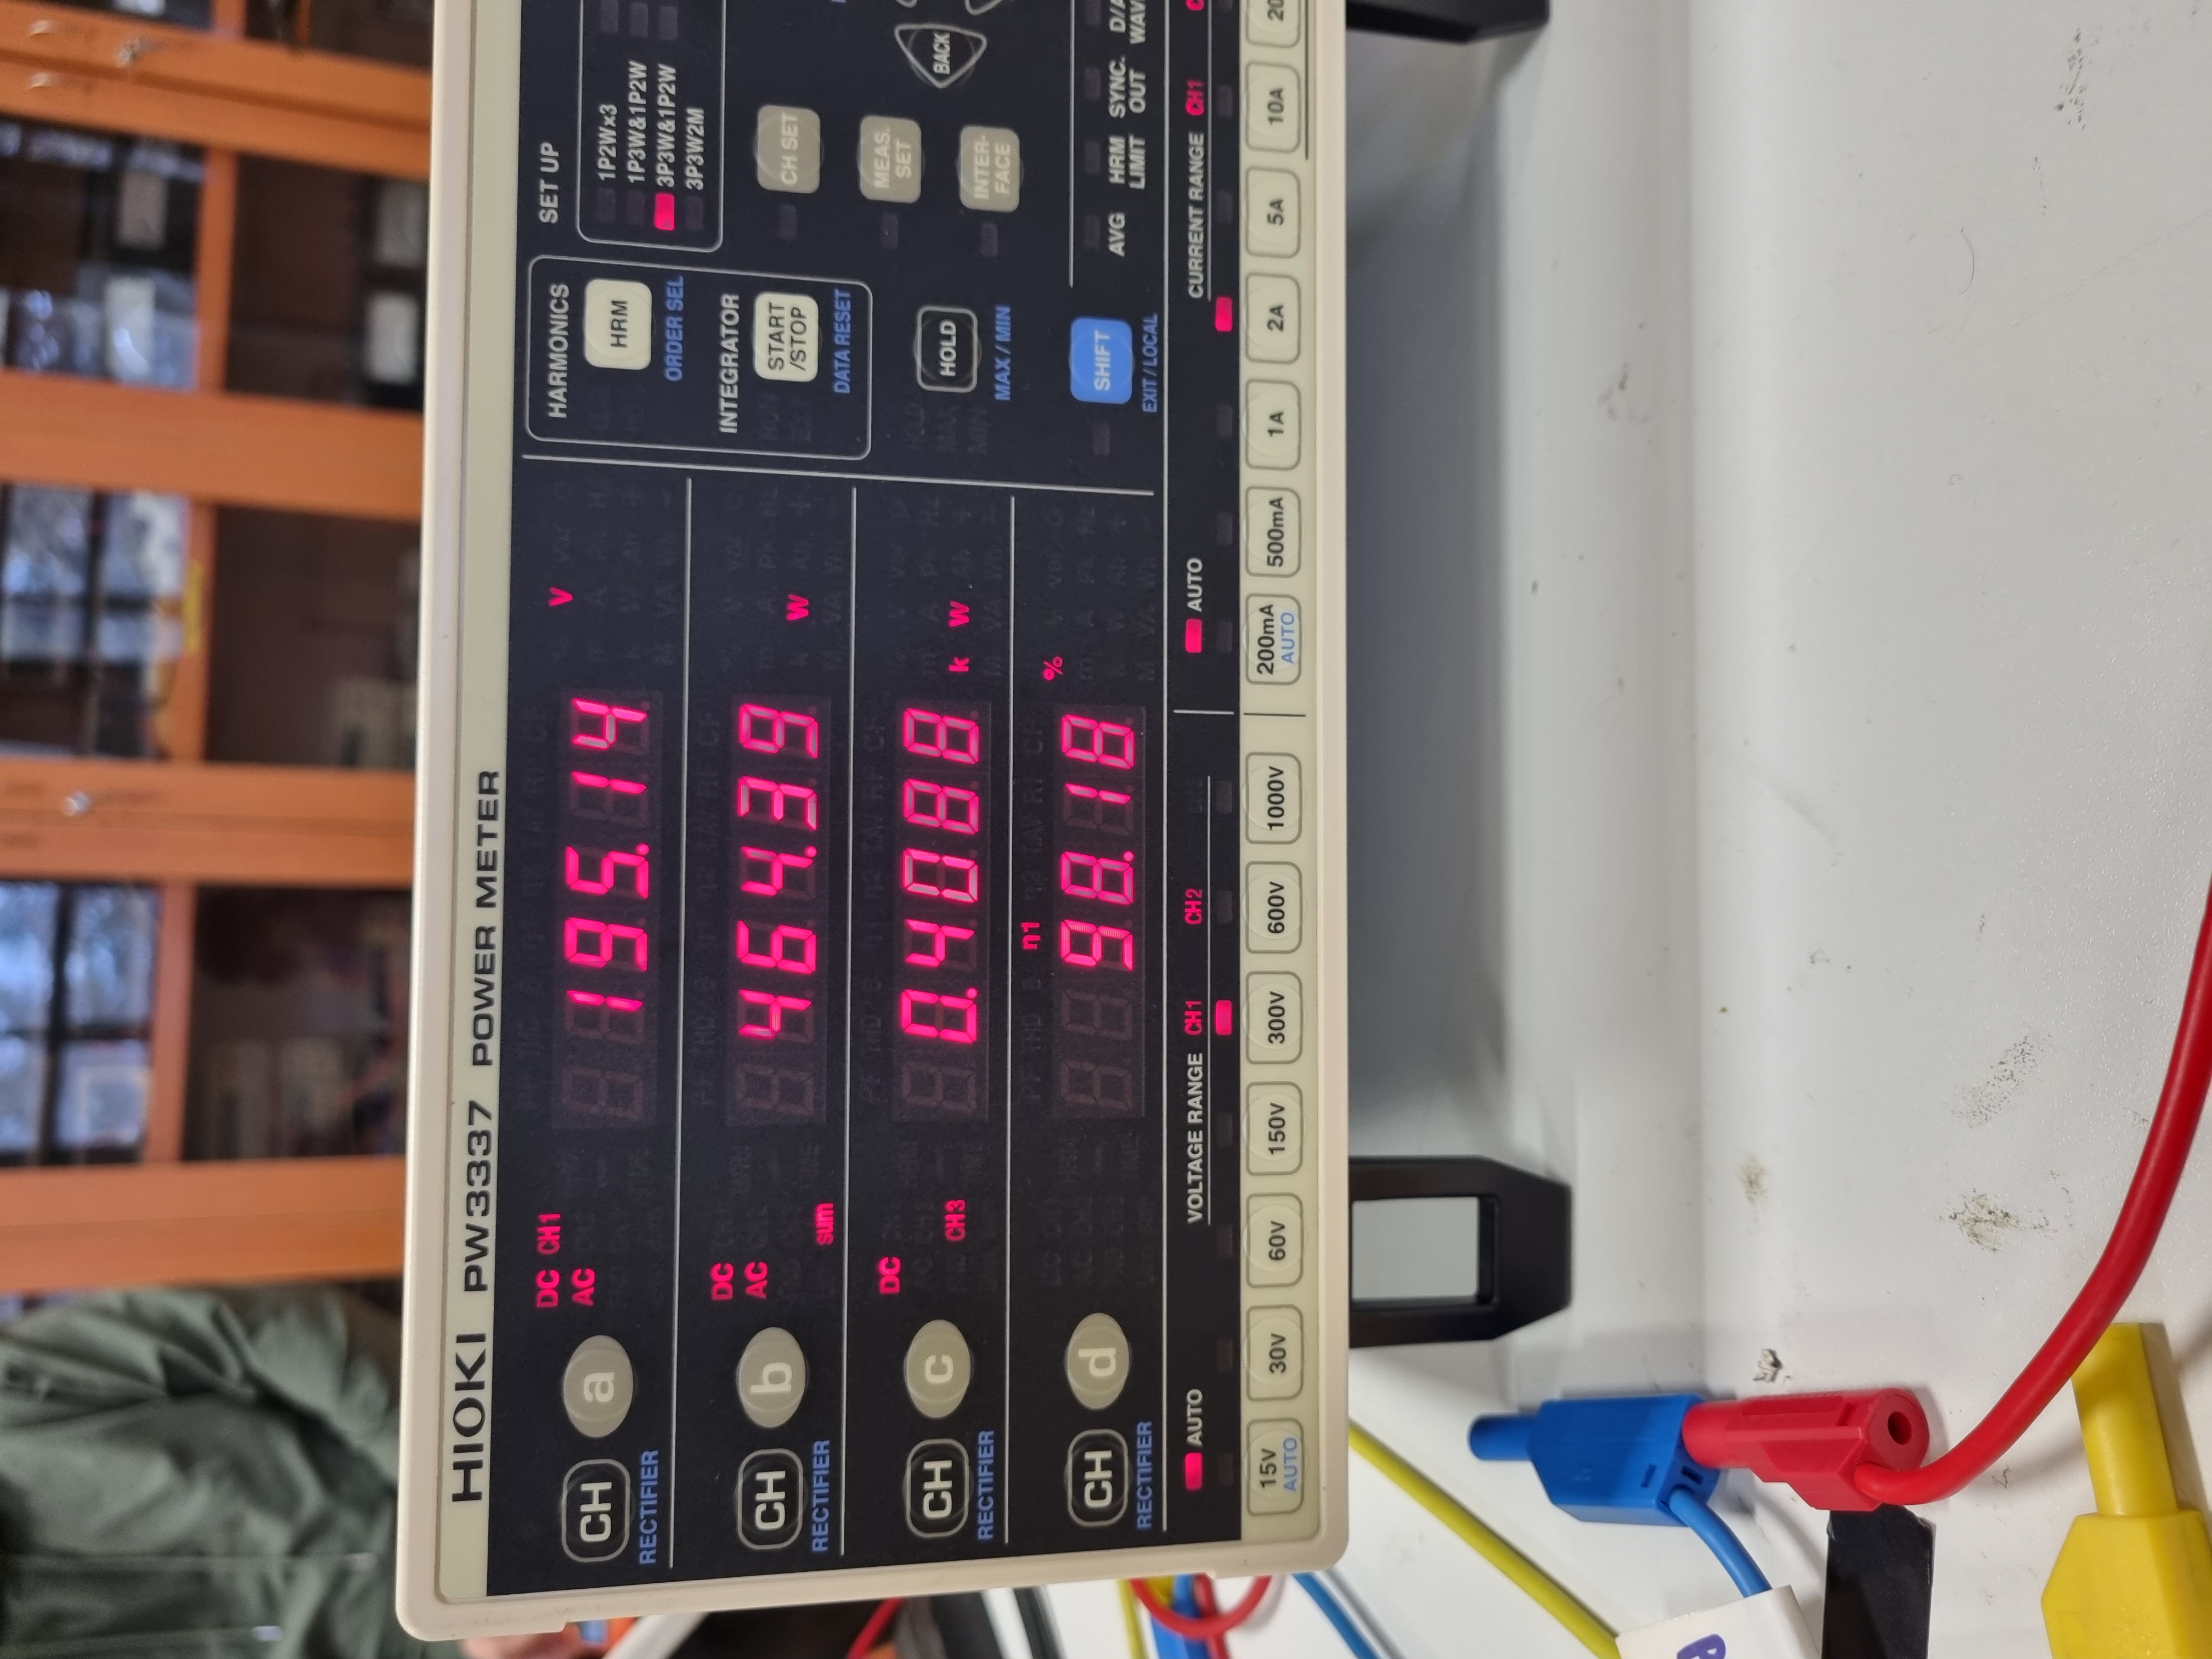 HIOKI PW3337 POWER METER
DC CH1
AC
CH a 195.14 V
RECTIFIER
DC
AC
CH b 464.39 W
RECTIFIER
sum
DC
CH c 0.4088 k W
CH3
RECTIFIER
η1
CH d 98.18 %
RECTIFIER
HARMONICS
HRM
ORDER SEL
INTEGRATOR
START
/STOP
DATA RESET
HOLD
MAX / MIN
SHIFT
EXIT / LOCAL
SET UP
1P2W×3
1P3W&1P2W
3P3W&1P2W
3P3W2M
CH SET
MEAS.
SET
INTER-
FACE
BACK
AVG HRM LIMIT SYNC. OUT D/A
AUTO VOLTAGE RANGE CH1 CH2
AUTO CURRENT RANGE CH1
15V AUTO 30V 60V 150V 300V 600V 1000V
200mA AUTO 500mA 1A 2A 5A 10A